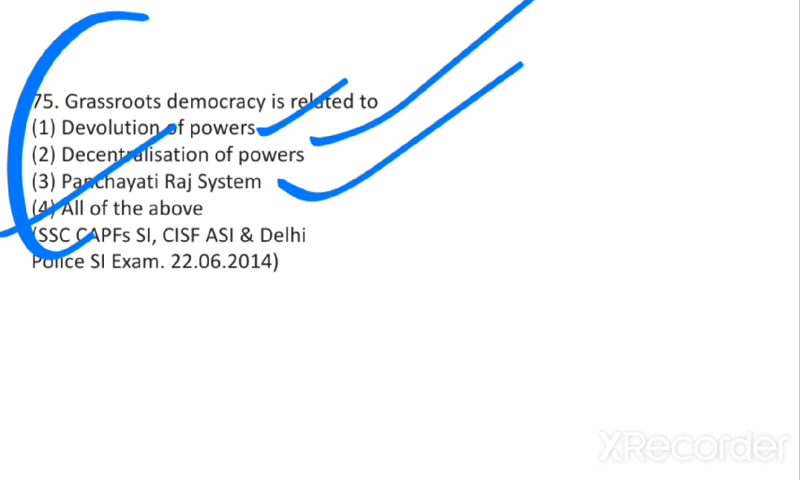 75. Grassroots democracy is related to
(1) Devolution of powers
(2) Decentralisation of powers
(3) Panchayati Raj System
(4) All of the above
(SSC CAPFs SI, CISF ASI & Delhi
Police SI Exam. 22.06.2014)
XRecorder